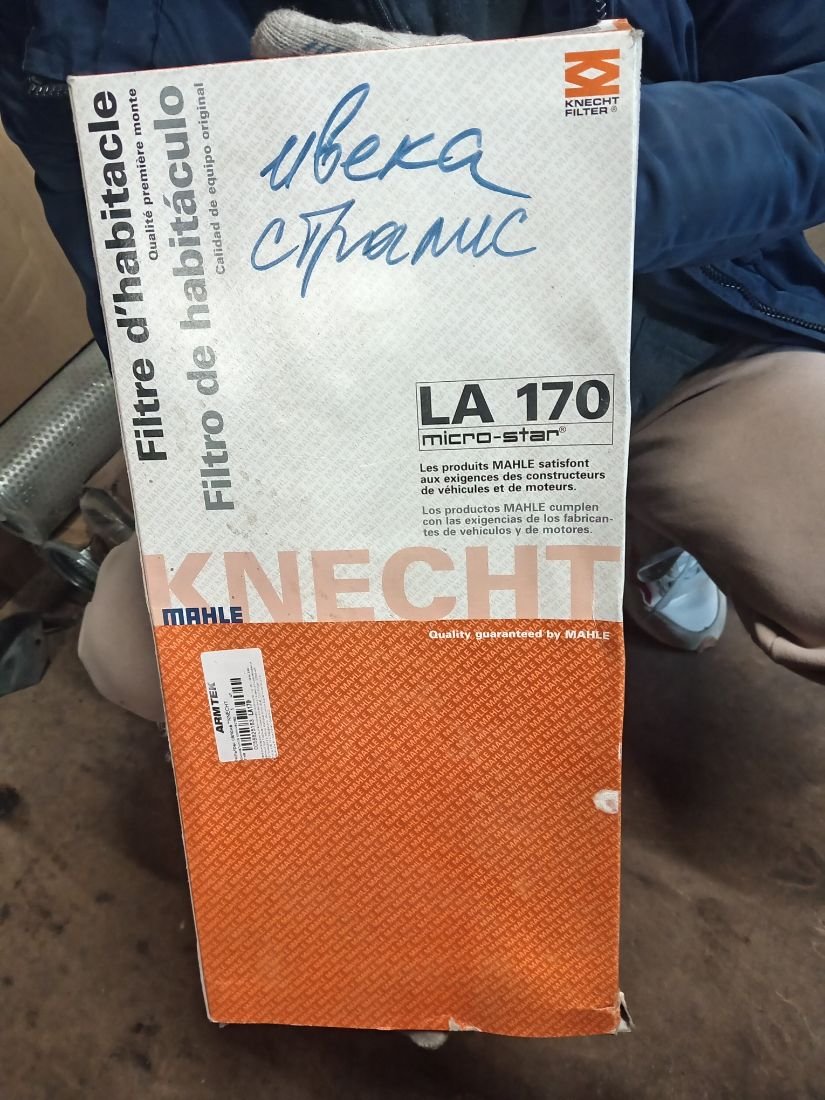 Filtre d'habitacle
Qualité première monte
Filtro de habitáculo
Calidad de equipo original
KNECHT
FILTER®
ивека
стралис
LA 170
micro-star®
Les produits MAHLE satisfont
aux exigences des constructeurs
de véhicules et de moteurs.
Los productos MAHLE cumplen
con las exigencias de los fabrican-
tes de vehículos y de motores.
KNECHT
MAHLE
Quality guaranteed by MAHLE
ARMTEK